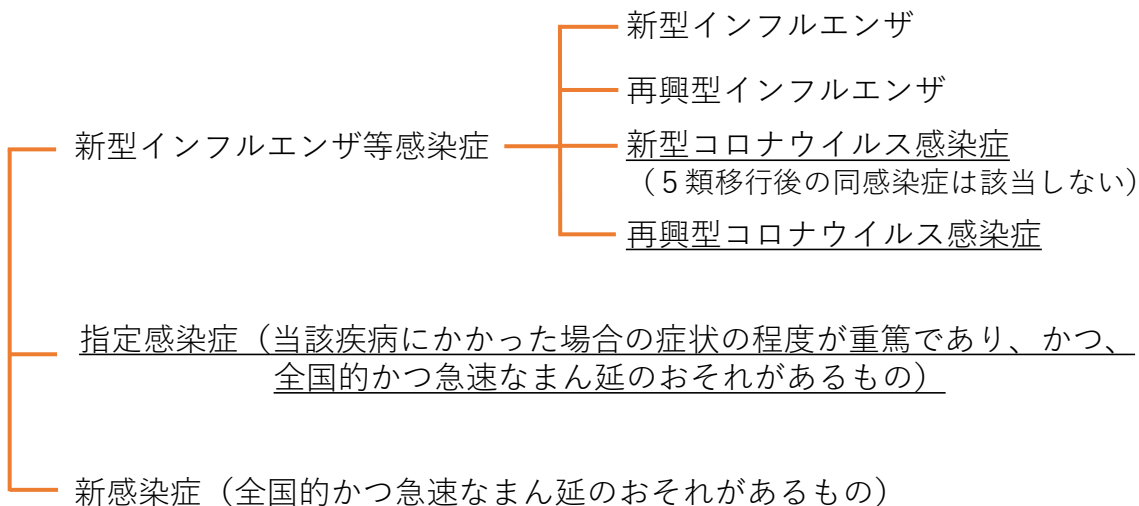 新型インフルエンザ
再興型インフルエンザ
新型インフルエンザ等感染症
新型コロナウイルス感染症
（５類移行後の同感染症は該当しない）
再興型コロナウイルス感染症
指定感染症（当該疾病にかかった場合の症状の程度が重篤であり、かつ、
全国的かつ急速なまん延のおそれがあるもの）
新感染症（全国的かつ急速なまん延のおそれがあるもの）